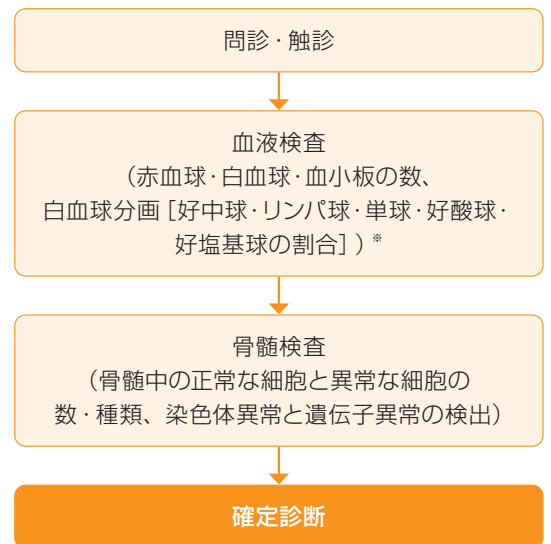 問診・触診
血液検査
（赤血球・白血球・血小板の数、
白血球分画［好中球・リンパ球・単球・好酸球・
好塩基球の割合］）※
骨髄検査
（骨髄中の正常な細胞と異常な細胞の
数・種類、染色体異常と遺伝子異常の検出）
確定診断